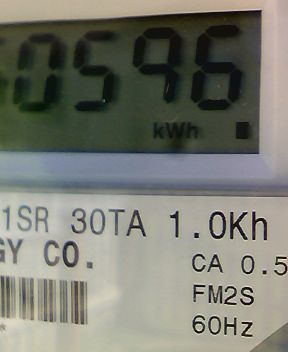 0596
kWh
1SR 30TA 1.0Kh
GY CO.
CA 0.5
FM2S
60Hz